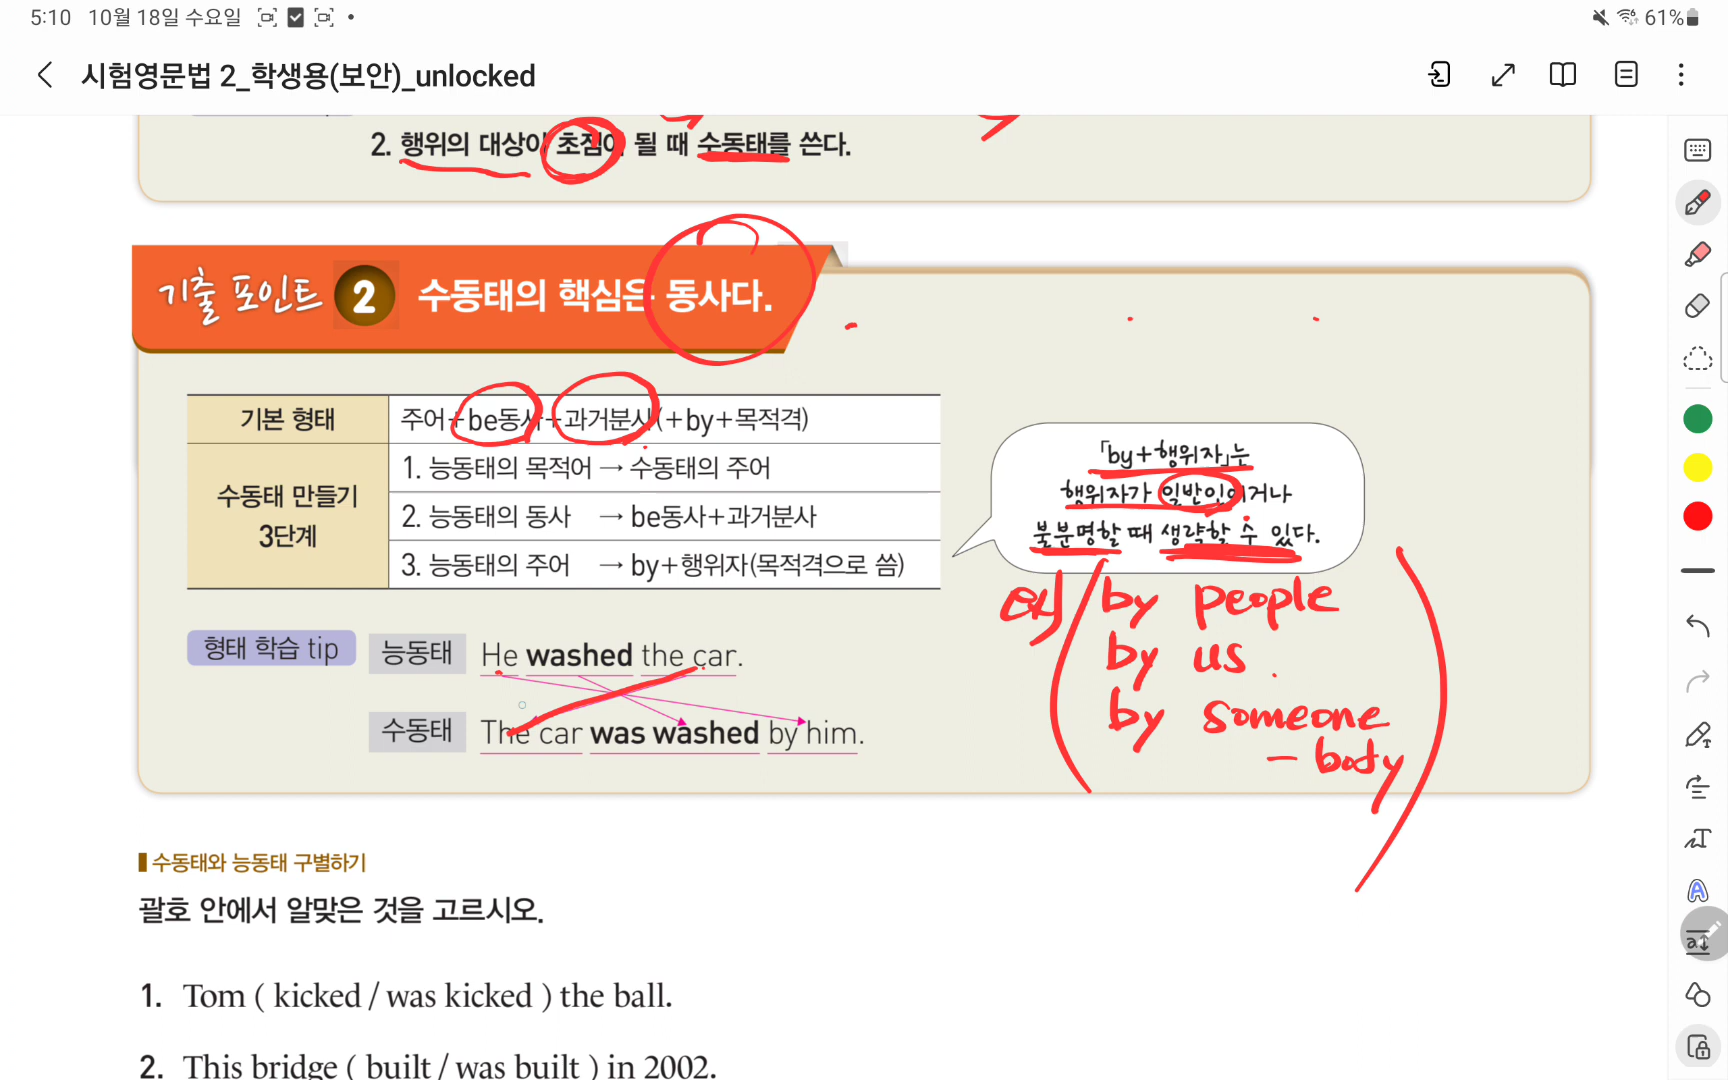 5:10 10월 18일 수요일
61%
시험영문법 2_학생용(보안)_unlocked
2. 행위의 대상이 초점이 될 때 수동태를 쓴다.
기출 포인트 2 수동태의 핵심은 동사다.
기본 형태 주어+be동사+과거분사(+by+목적격)
수동태 만들기 3단계
1. 능동태의 목적어 → 수동태의 주어
2. 능동태의 동사 → be동사+과거분사
3. 능동태의 주어 → by+행위자(목적격으로 씀)
「by+행위자」는
행위자가 일반인이거나
불분명할 때 생략할 수 있다.
예) by people
by us
by someone
- body
형태 학습 tip 능동태 He washed the car.
수동태 The car was washed by him.
수동태와 능동태 구별하기
괄호 안에서 알맞은 것을 고르시오.
1. Tom ( kicked / was kicked ) the ball.
2. This bridge ( built / was built ) in 2002.